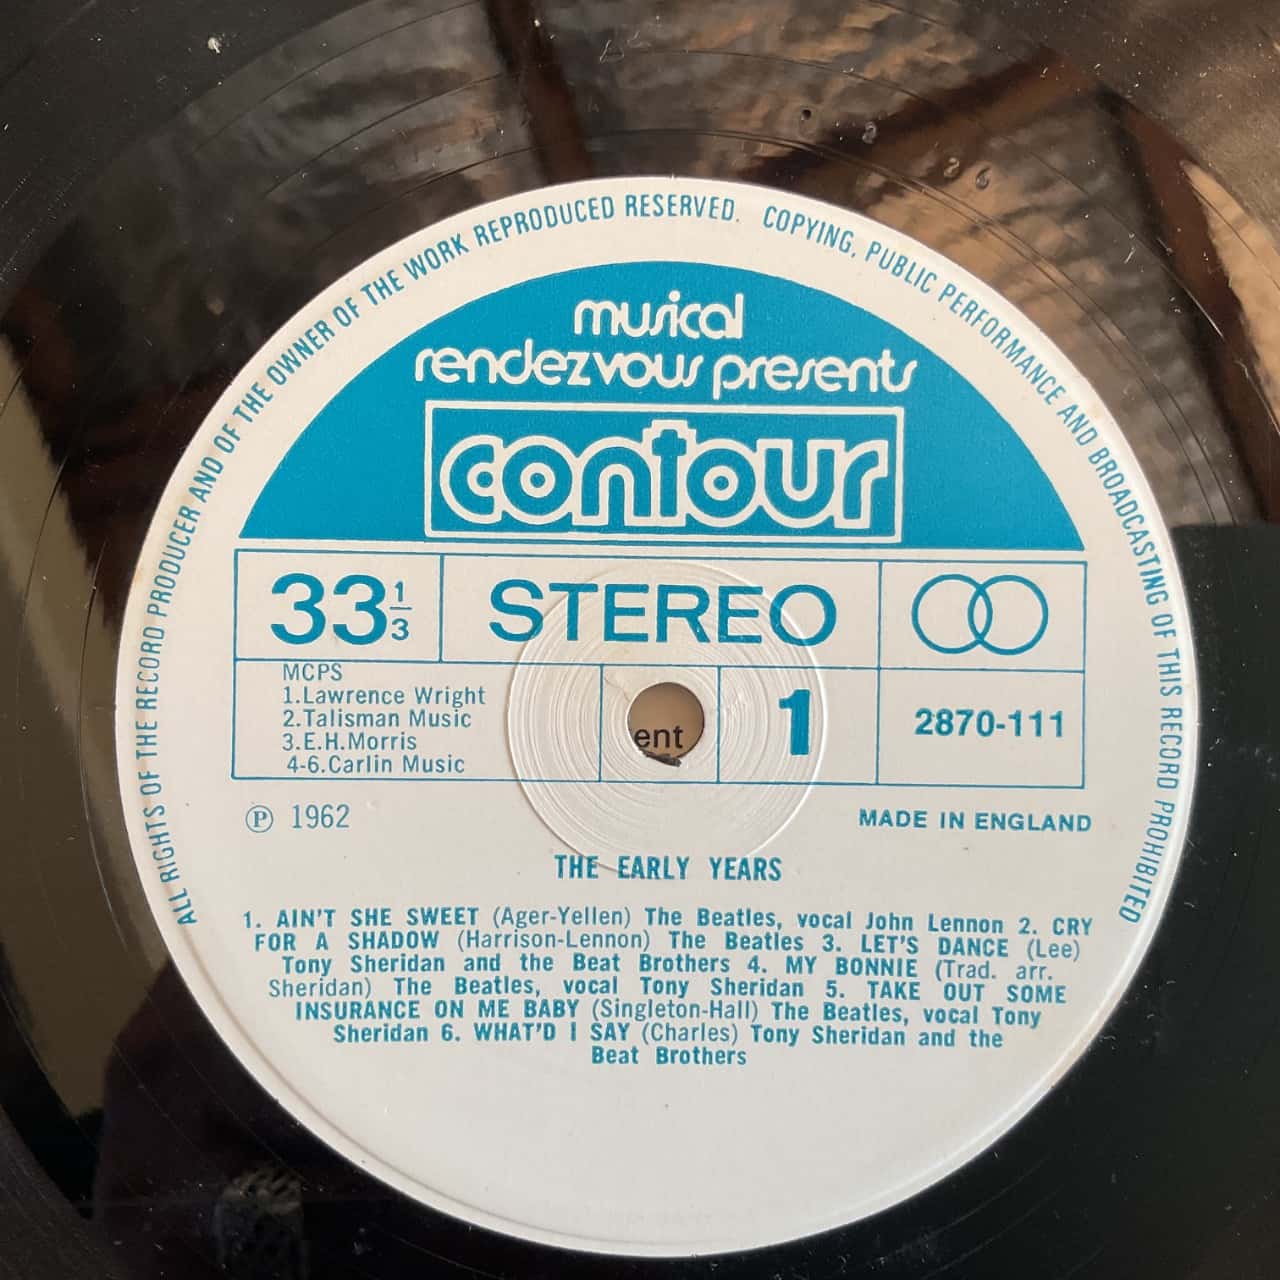 ALL RIGHTS OF THE RECORD PRODUCER AND OF THE OWNER OF THE WORK REPRODUCED RESERVED. COPYING, PUBLIC PERFORMANCE AND BROADCASTING OF THIS RECORD PROHIBITED
musical
rendezvous presents
contour
33 1/3 STEREO
MCPS
1.Lawrence Wright
2.Talisman Music
3.E.H.Morris
4-6.Carlin Music
ent
1
2870-111
Ⓟ 1962
MADE IN ENGLAND
THE EARLY YEARS
1. AIN'T SHE SWEET (Ager-Yellen) The Beatles, vocal John Lennon 2. CRY
FOR A SHADOW (Harrison-Lennon) The Beatles 3. LET'S DANCE (Lee)
Tony Sheridan and the Beat Brothers 4. MY BONNIE (Trad. arr.
Sheridan) The Beatles, vocal Tony Sheridan 5. TAKE OUT SOME
INSURANCE ON ME BABY (Singleton-Hall) The Beatles, vocal Tony
Sheridan 6. WHAT'D I SAY (Charles) Tony Sheridan and the
Beat Brothers